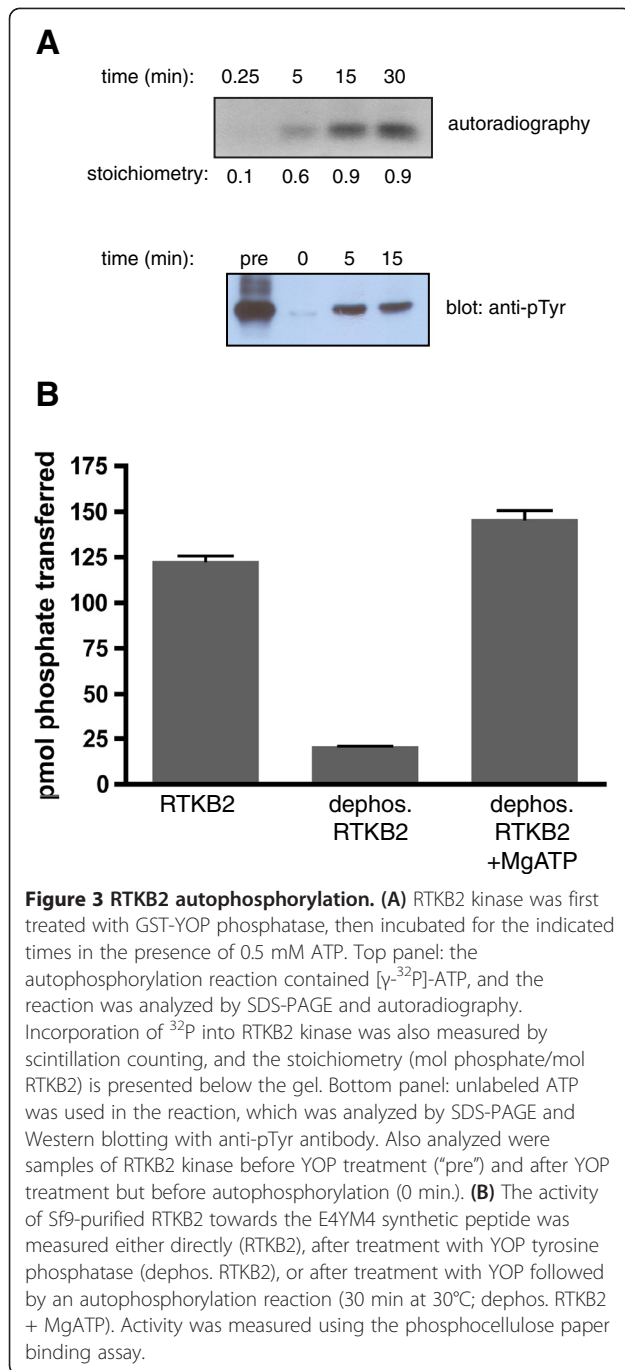 A
time (min): 0.25 5 15 30
autoradiography
stoichiometry: 0.1 0.6 0.9 0.9
time (min): pre 0 5 15
blot: anti-pTyr
B
pmol phosphate transferred
175
150
125
100
75
50
25
0
RTKB2
dephos.
RTKB2
dephos.
RTKB2
+MgATP
Figure 3 RTKB2 autophosphorylation. (A) RTKB2 kinase was first
treated with GST-YOP phosphatase, then incubated for the indicated
times in the presence of 0.5 mM ATP. Top panel: the
autophosphorylation reaction contained [γ-³²P]-ATP, and the
reaction was analyzed by SDS-PAGE and autoradiography.
Incorporation of ³²P into RTKB2 kinase was also measured by
scintillation counting, and the stoichiometry (mol phosphate/mol
RTKB2) is presented below the gel. Bottom panel: unlabeled ATP
was used in the reaction, which was analyzed by SDS-PAGE and
Western blotting with anti-pTyr antibody. Also analyzed were
samples of RTKB2 kinase before YOP treatment (“pre”) and after YOP
treatment but before autophosphorylation (0 min.). (B) The activity
of Sf9-purified RTKB2 towards the E4YM4 synthetic peptide was
measured either directly (RTKB2), after treatment with YOP tyrosine
phosphatase (dephos. RTKB2), or after treatment with YOP followed
by an autophosphorylation reaction (30 min at 30°C; dephos. RTKB2
+ MgATP). Activity was measured using the phosphocellulose paper
binding assay.